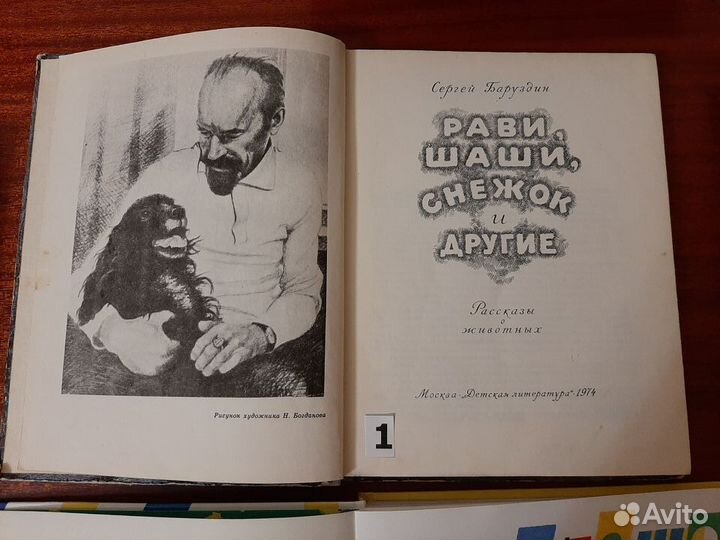 Рисунок художника Н. Богданова
Сергей Баруздин
РАВИ,
ШАШИ,
СНЕЖОК
и
ДРУГИЕ
Рассказы
о
животных
Москва „Детская литература“ 1974
1
Avito